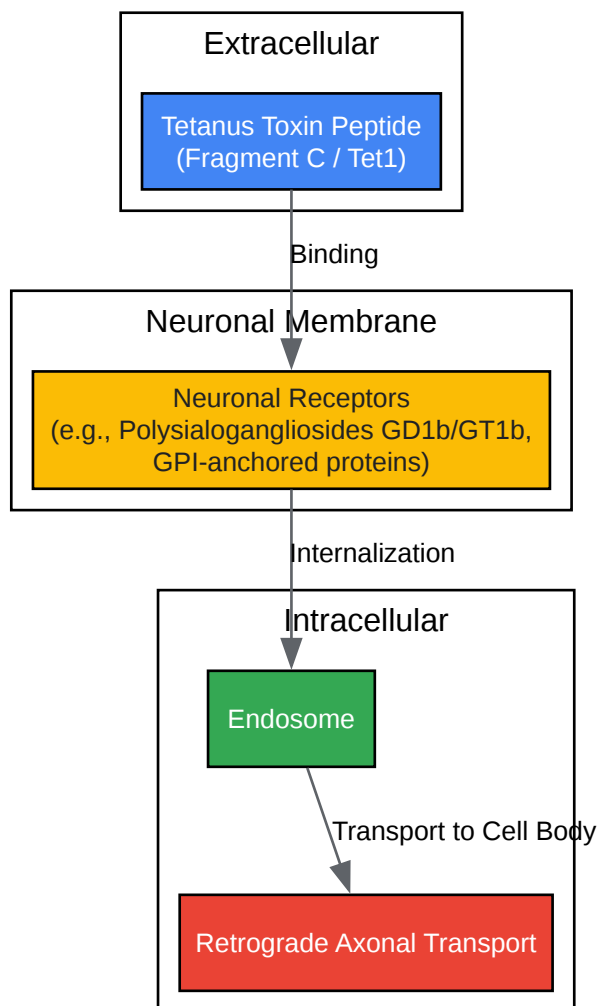 Extracellular
Tetanus Toxin Peptide
(Fragment C / Tet1)
Binding
Neuronal Membrane
Neuronal Receptors
(e.g., Polysialogangliosides GD1b/GT1b,
GPI-anchored proteins)
Internalization
Intracellular
Endosome
Transport to Cell Body
Retrograde Axonal Transport